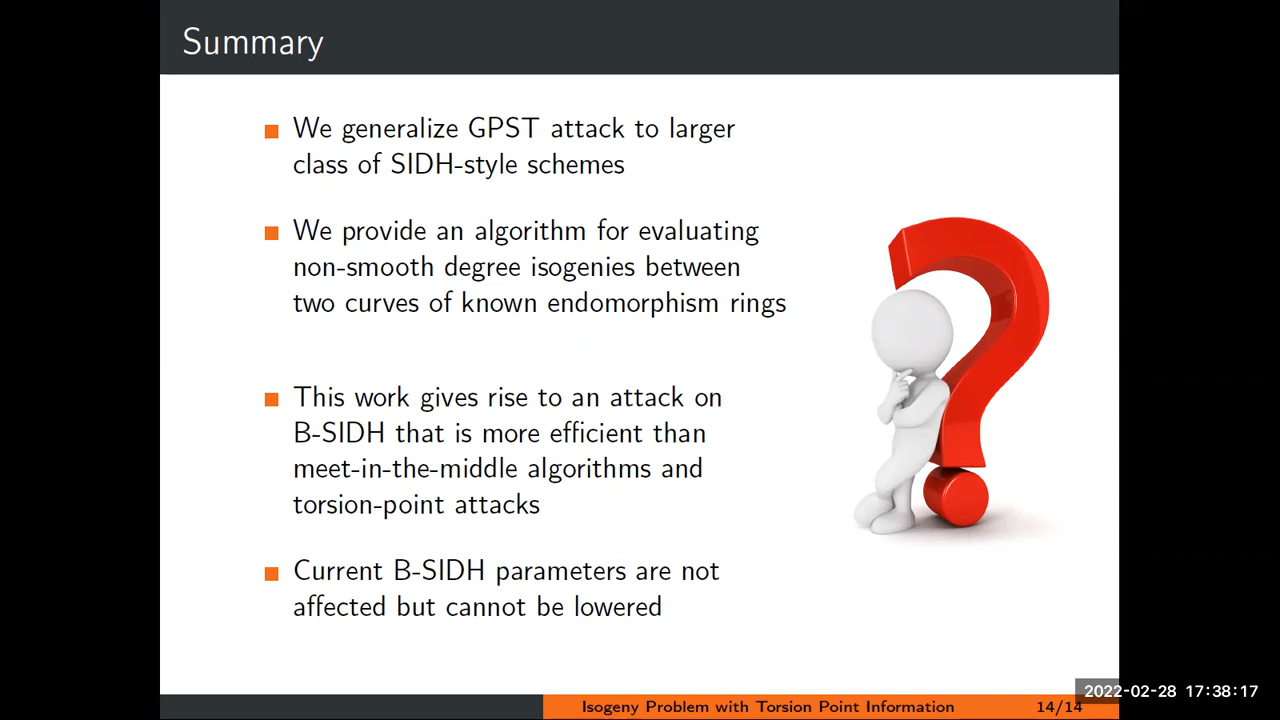 Summary
We generalize GPST attack to larger
class of SIDH-style schemes
We provide an algorithm for evaluating
non-smooth degree isogenies between
two curves of known endomorphism rings
This work gives rise to an attack on
B-SIDH that is more efficient than
meet-in-the-middle algorithms and
torsion-point attacks
Current B-SIDH parameters are not
affected but cannot be lowered
2022-02-28 17:38:17
Isogeny Problem with Torsion Point Information 14/14